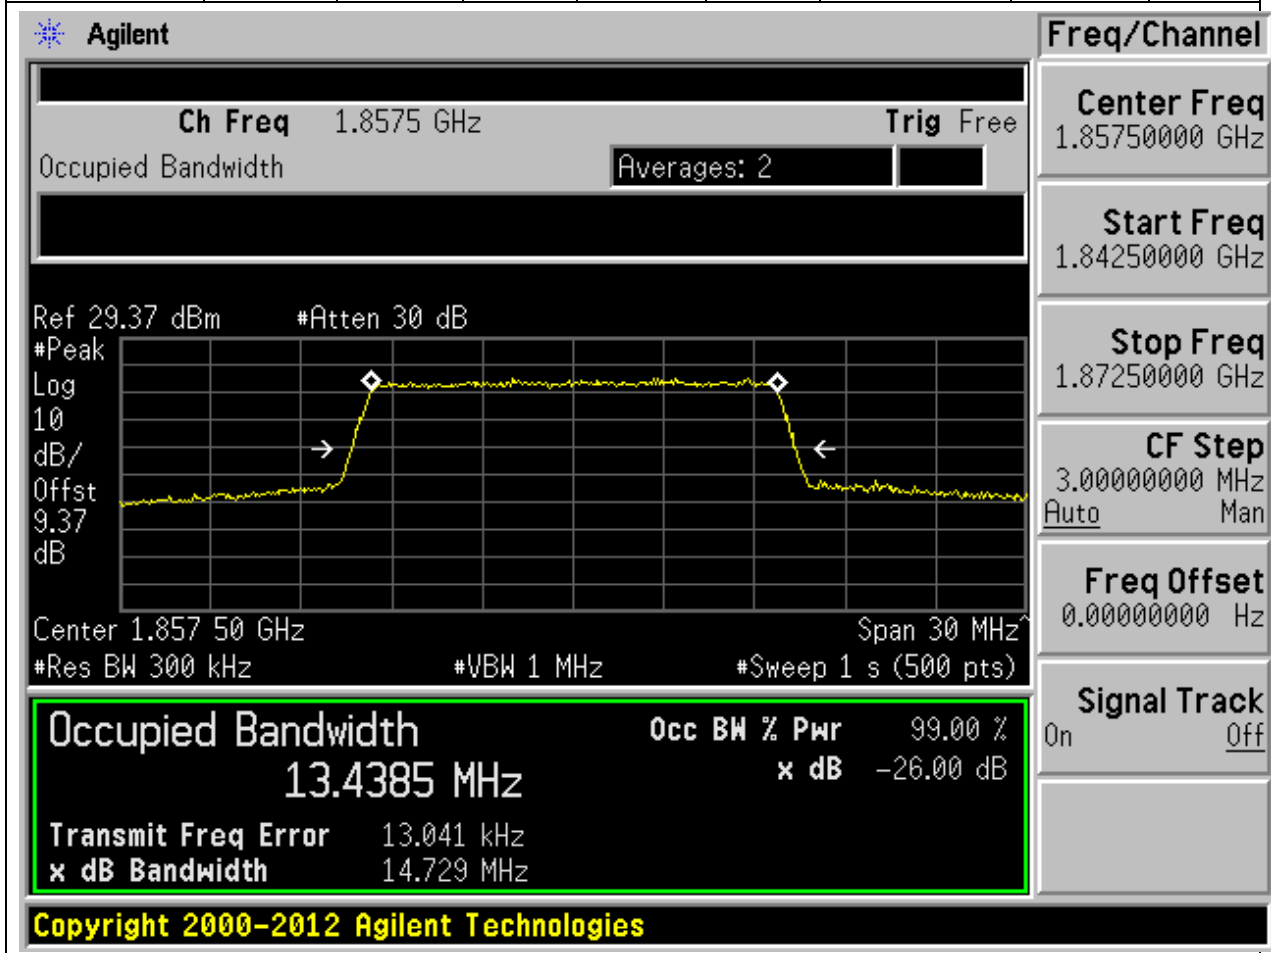 Agilent
Freq/Channel
Ch Freq 1.8575 GHz Trig Free
Occupied Bandwidth Averages: 2
Center Freq
1.85750000 GHz
Start Freq
1.84250000 GHz
Stop Freq
1.87250000 GHz
CF Step
3.00000000 MHz
Auto Man
Freq Offset
0.00000000 Hz
Signal Track
On Off
Ref 29.37 dBm #Atten 30 dB
#Peak
Log
10
dB/
Offst
9.37
dB
Center 1.857 50 GHz Span 30 MHz^
#Res BW 300 kHz #VBW 1 MHz #Sweep 1 s (500 pts)
Occupied Bandwidth Occ BW % Pwr 99.00 %
13.4385 MHz x dB -26.00 dB
Transmit Freq Error 13.041 kHz
x dB Bandwidth 14.729 MHz
Copyright 2000-2012 Agilent Technologies